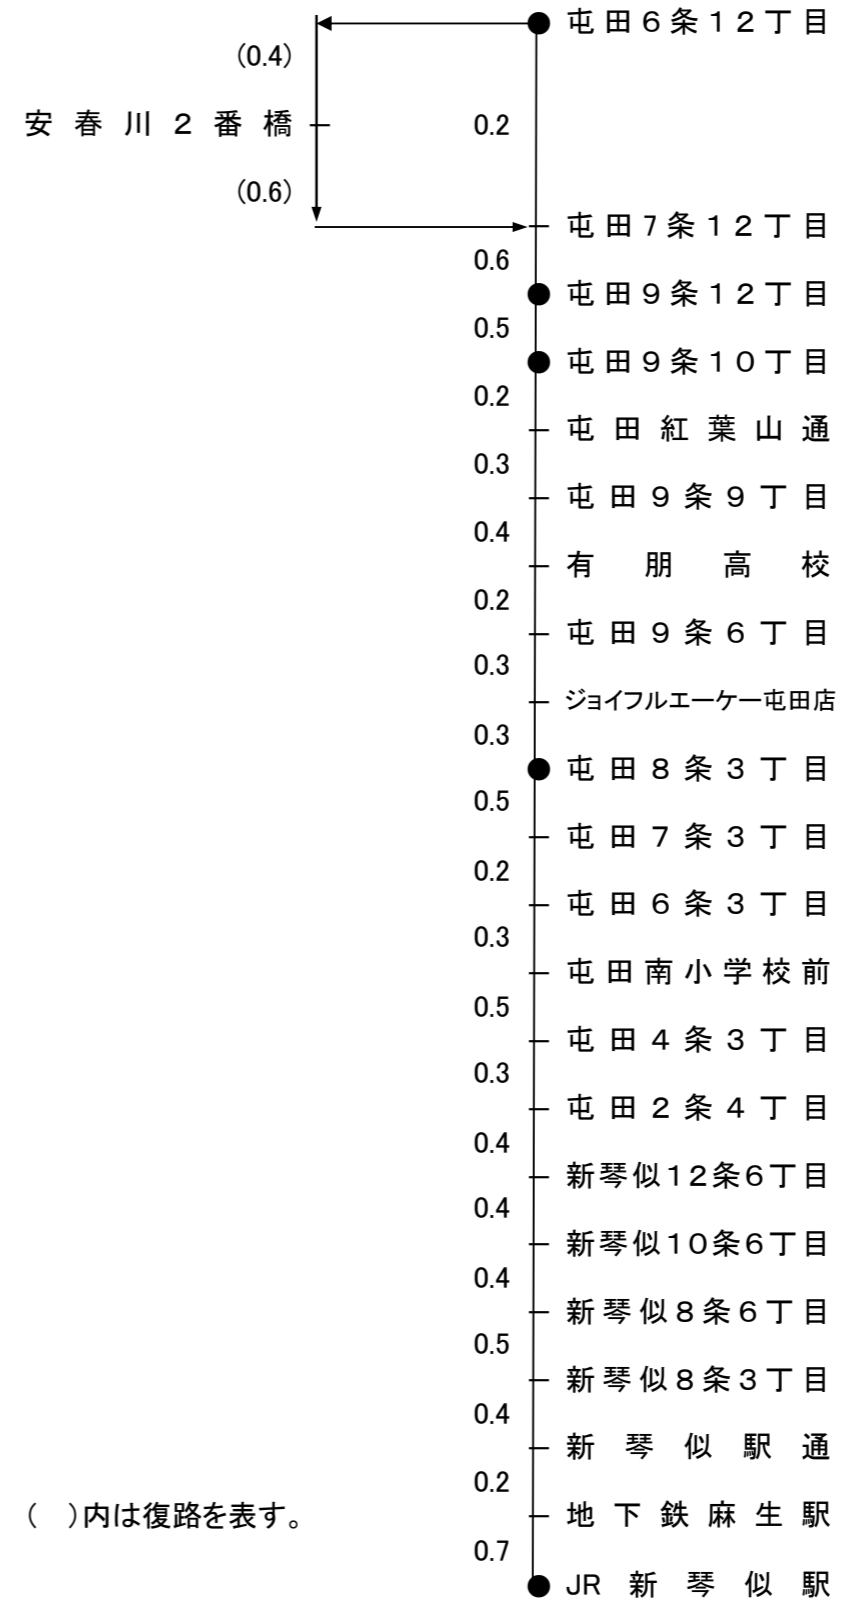 屯田6条12丁目
(0.4)
安春川2番橋
0.2
(0.6)
屯田7条12丁目
0.6
屯田9条12丁目
0.5
屯田9条10丁目
0.2
屯田紅葉山通
0.3
屯田9条9丁目
0.4
有朋高校
0.2
屯田9条6丁目
0.3
ジョイフルエーケー屯田店
0.3
屯田8条3丁目
0.5
屯田7条3丁目
0.2
屯田6条3丁目
0.3
屯田南小学校前
0.5
屯田4条3丁目
0.3
屯田2条4丁目
0.4
新琴似12条6丁目
0.4
新琴似10条6丁目
0.4
新琴似8条6丁目
0.5
新琴似8条3丁目
0.4
新琴似駅通
0.2
( )内は復路を表す。
地下鉄麻生駅
0.7
JR新琴似駅